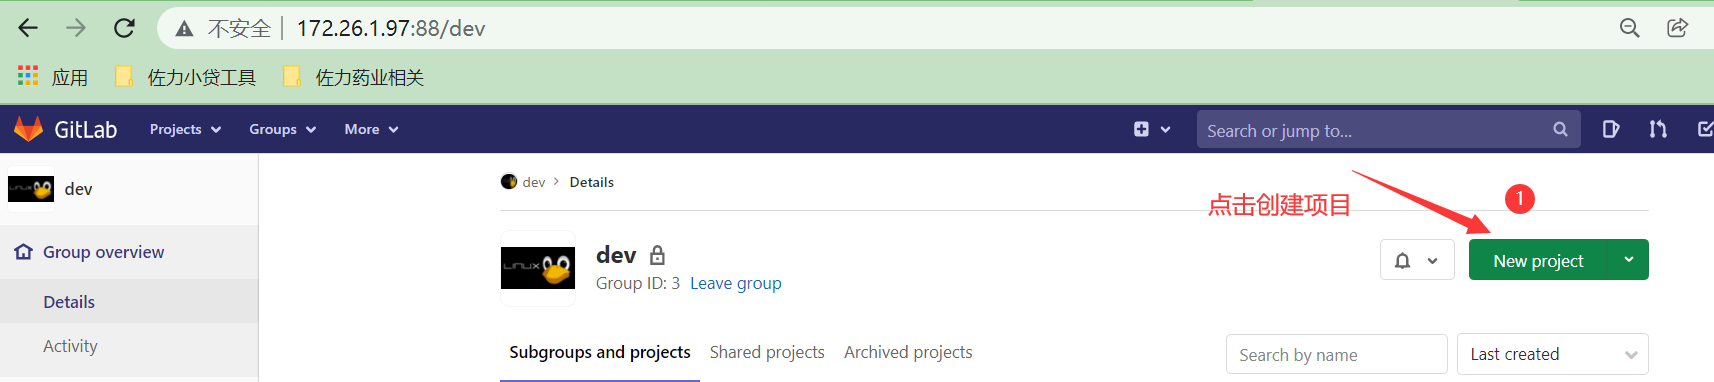 不安全 172.26.1.97:88/dev
应用 佐力小贷工具 佐力药业相关
GitLab Projects Groups More Search or jump to...
dev
dev > Details
点击创建项目 1
LINUX
dev
New project
Group ID: 3 Leave group
Group overview
Details
Activity
Subgroups and projects Shared projects Archived projects Search by name Last created